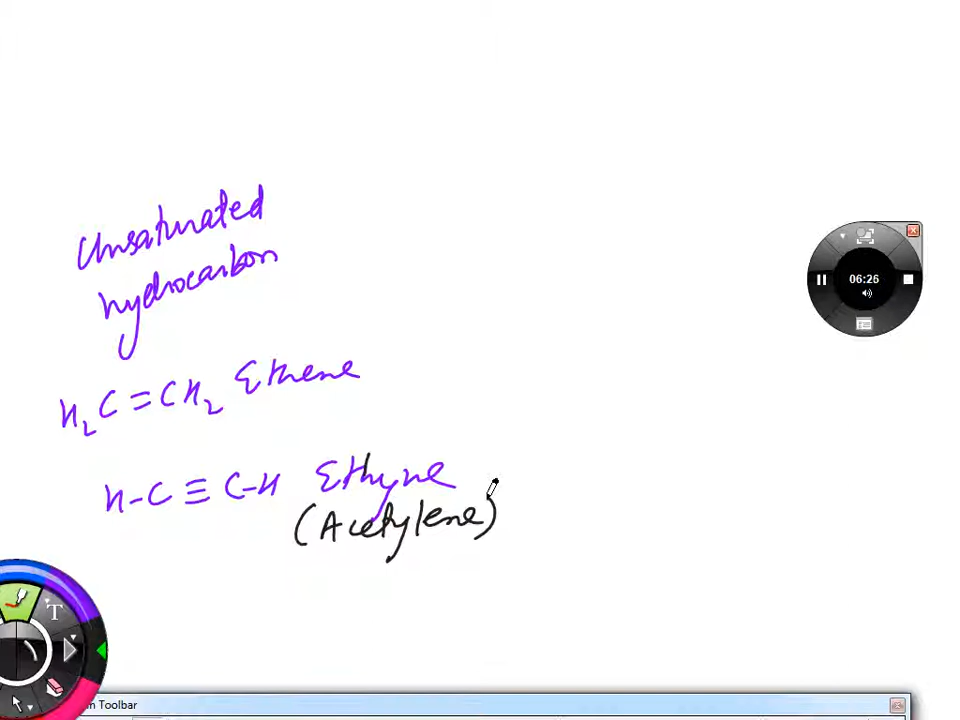 Unsaturated
hydrocarbon
H₂C=CH₂ Ethene
H-C≡C-H Ethyne
(Acetylene)
06:26
T
m Toolbar